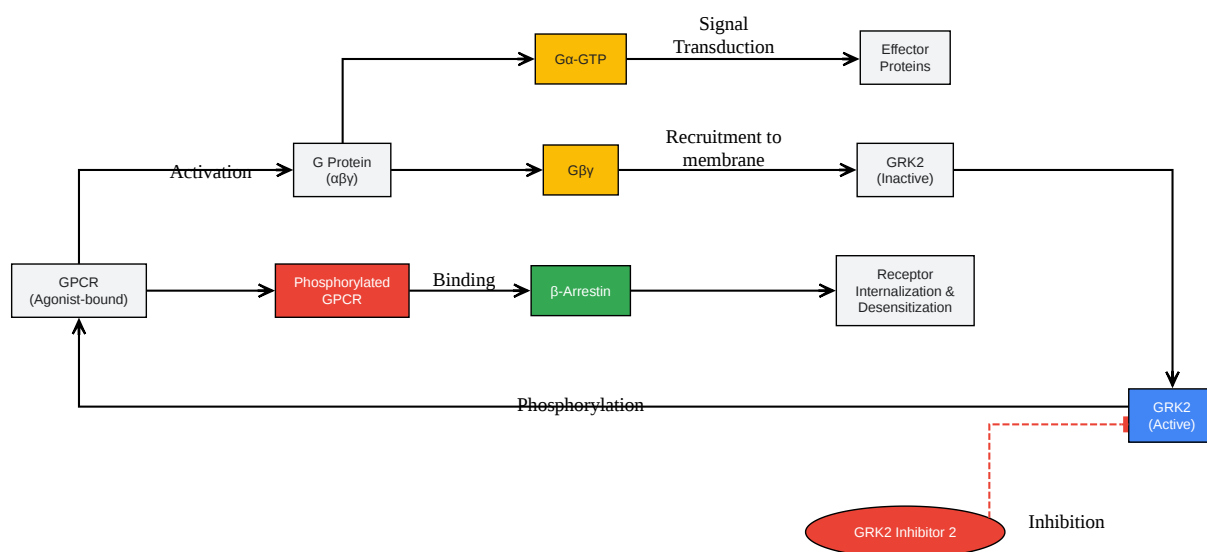 Signal
Transduction
Gα-GTP
Effector
Proteins
Recruitment to
membrane
Activation
G Protein
(αβγ)
Gβγ
GRK2
(Inactive)
GPCR
(Agonist-bound)
Phosphorylated
GPCR
Binding
β-Arrestin
Receptor
Internalization &
Desensitization
Phosphorylation
GRK2
(Active)
GRK2 Inhibitor 2
Inhibition